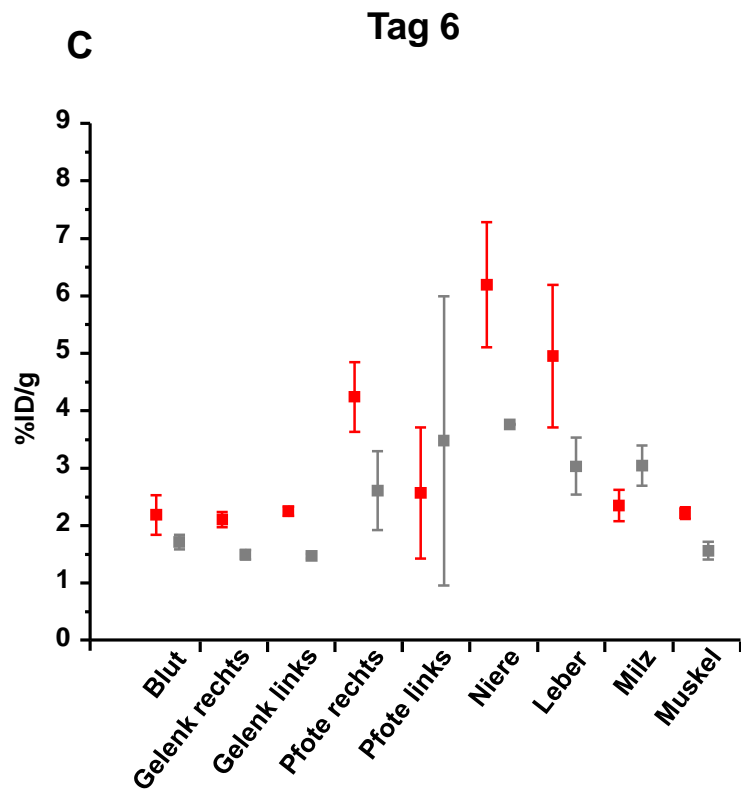 C
Tag 6
%ID/g
9
8
7
6
5
4
3
2
1
0
Blut
Gelenk rechts
Gelenk links
Pfote rechts
Pfote links
Niere
Leber
Milz
Muskel